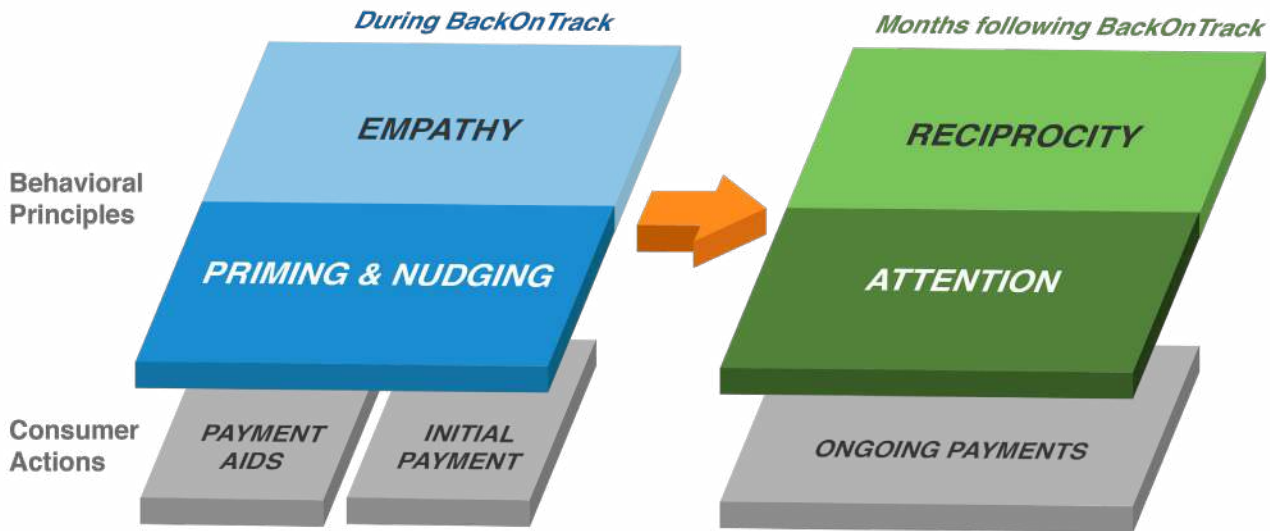 During BackOnTrack
Months following BackOnTrack
Behavioral
Principles
EMPATHY
RECIPROCITY
PRIMING & NUDGING
ATTENTION
Consumer
Actions
PAYMENT
AIDS
INITIAL
PAYMENT
ONGOING PAYMENTS